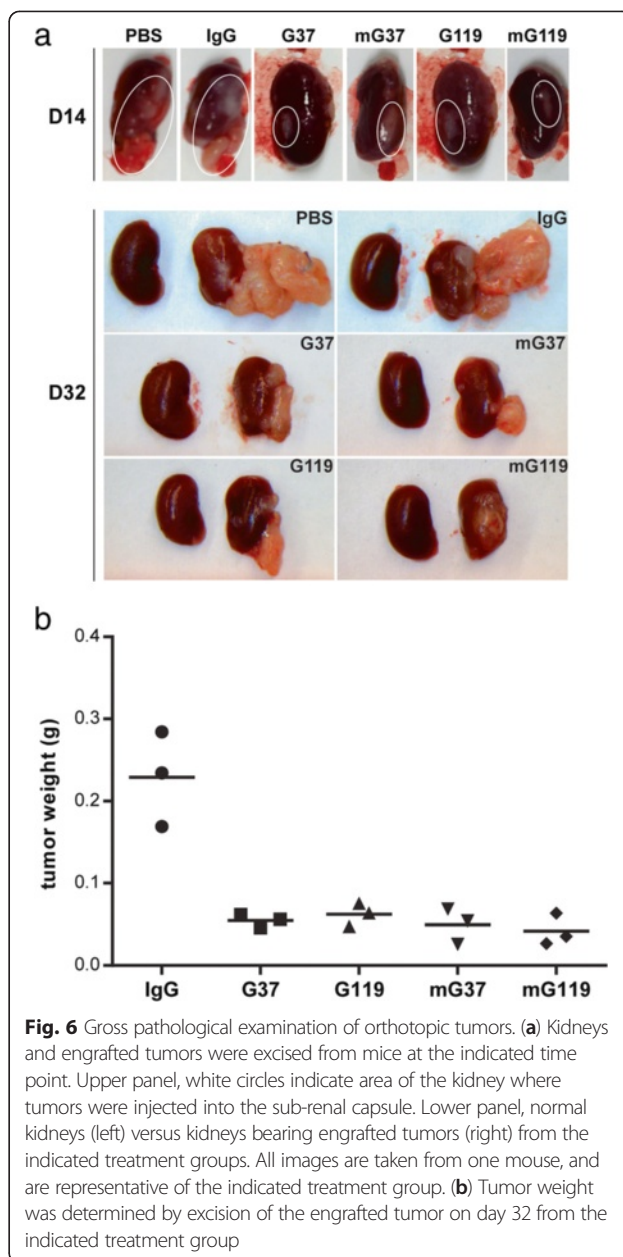 a
PBS IgG G37 mG37 G119 mG119
D14
PBS IgG
G37 mG37
D32
G119 mG119
b
0.4
0.3
0.2
0.1
0.0
tumor weight (g)
IgG G37 G119 mG37 mG119
Fig. 6 Gross pathological examination of orthotopic tumors. (a) Kidneys
and engrafted tumors were excised from mice at the indicated time
point. Upper panel, white circles indicate area of the kidney where
tumors were injected into the sub-renal capsule. Lower panel, normal
kidneys (left) versus kidneys bearing engrafted tumors (right) from the
indicated treatment groups. All images are taken from one mouse, and
are representative of the indicated treatment group. (b) Tumor weight
was determined by excision of the engrafted tumor on day 32 from the
indicated treatment group